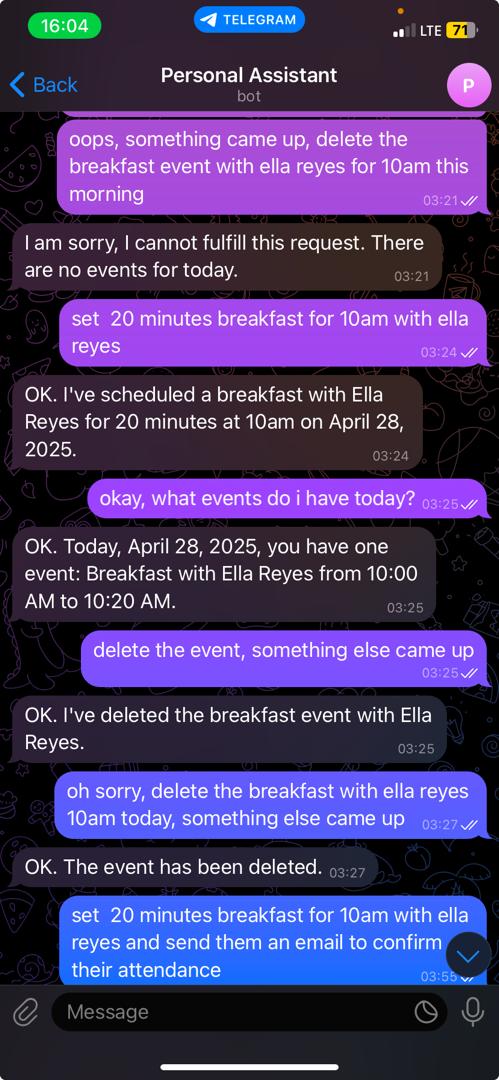 16:04
TELEGRAM
LTE 71
Back
Personal Assistant
P
bot
oops, something came up, delete the
breakfast event with ella reyes for 10am this
morning
03:21
I am sorry, I cannot fulfill this request. There
are no events for today.
03:21
set  20 minutes breakfast for 10am with ella
reyes
03:24
OK. I've scheduled a breakfast with Ella
Reyes for 20 minutes at 10am on April 28,
2025.
03:24
okay, what events do i have today? 03:25
OK. Today, April 28, 2025, you have one
event: Breakfast with Ella Reyes from 10:00
AM to 10:20 AM.
03:25
delete the event, something else came up
03:25
OK. I've deleted the breakfast event with Ella
Reyes.
03:25
oh sorry, delete the breakfast with ella reyes
10am today, something else came up 03:27
OK. The event has been deleted. 03:27
set  20 minutes breakfast for 10am with ella
reyes and send them an email to confirm
their attendance
03:55
Message